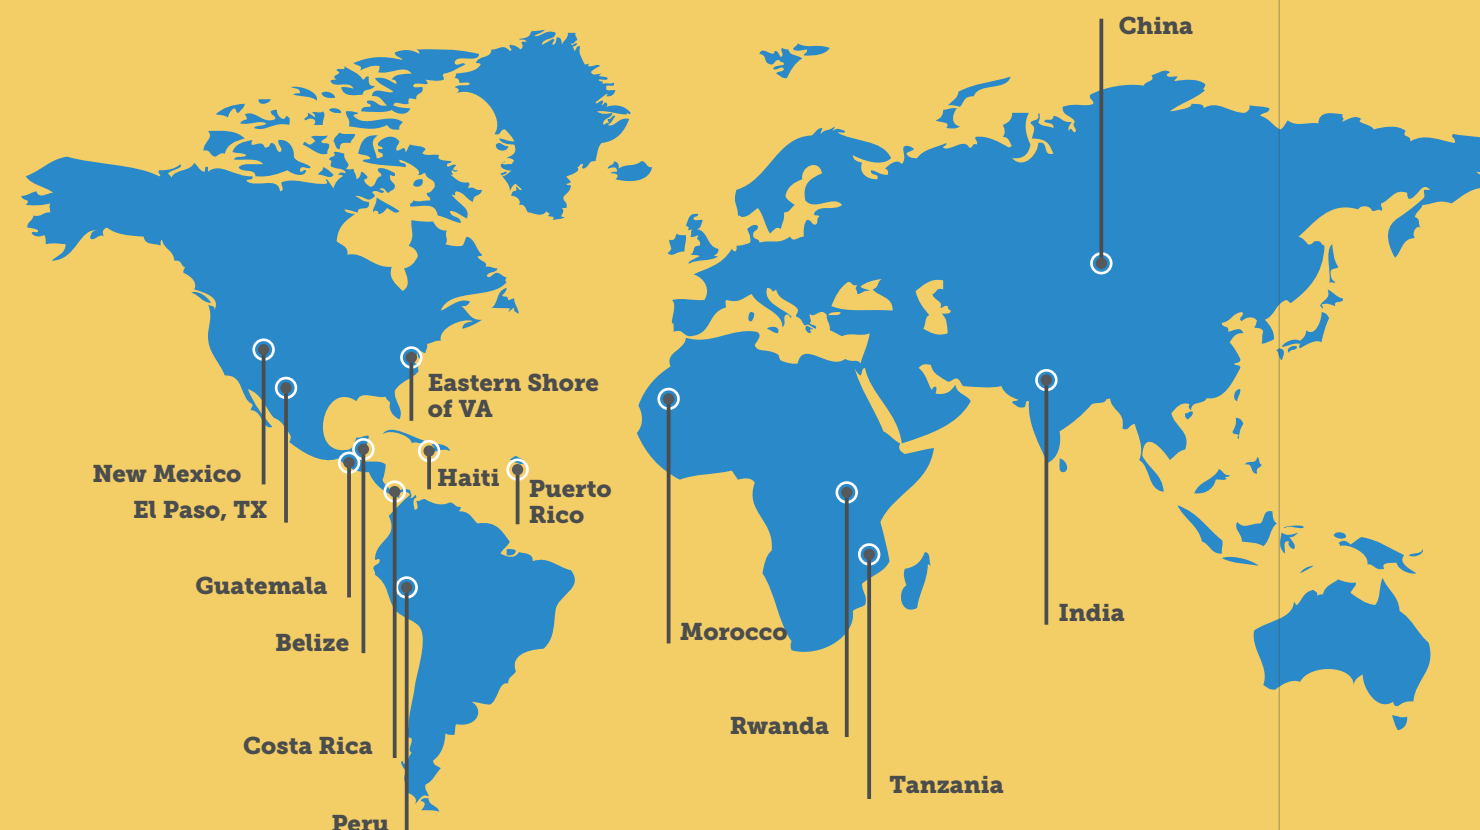 China
Eastern Shore
of VA
New Mexico
Haiti
Puerto
Rico
El Paso, TX
Guatemala
India
Morocco
Belize
Rwanda
Costa Rica
Tanzania
Peru